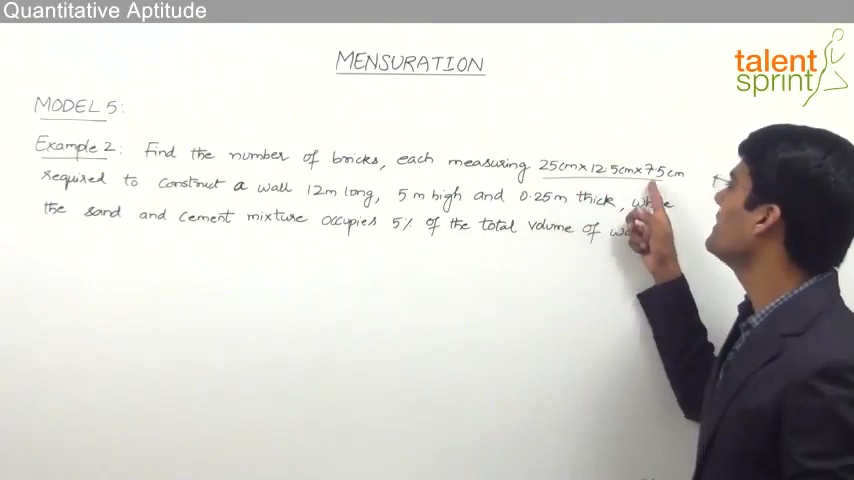 Quantitative Aptitude
MENSURATION
talent
sprint
MODEL 5:
Example 2: Find the number of bricks, each measuring 25cm x 12.5cm x 7.5cm
required to construct a wall 12m long, 5m high and 0.25m thick, while
the sand and cement mixture occupies 5% of the total volume of